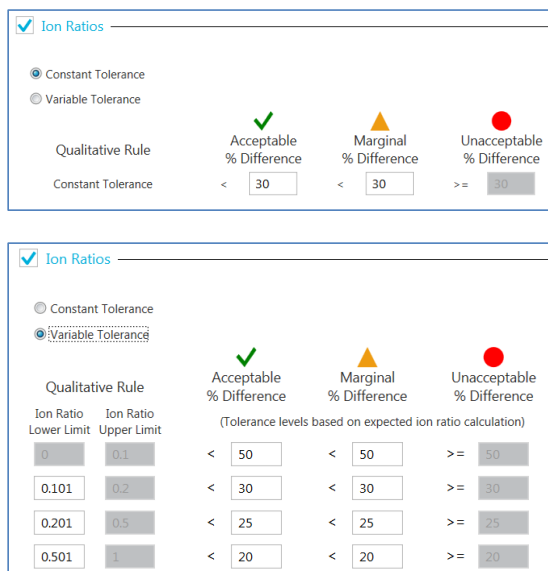 Ion Ratios
Constant Tolerance
Variable Tolerance
Qualitative Rule
Acceptable % Difference
Marginal % Difference
Unacceptable % Difference
Constant Tolerance < 30 < 30 >= 30
Ion Ratios
Constant Tolerance
Variable Tolerance
Qualitative Rule
Acceptable % Difference
Marginal % Difference
Unacceptable % Difference
Ion Ratio Lower Limit
Ion Ratio Upper Limit
(Tolerance levels based on expected ion ratio calculation)
0 0.1 < 50 < 50 >= 50
0.101 0.2 < 30 < 30 >= 30
0.201 0.5 < 25 < 25 >= 25
0.501 1 < 20 < 20 >= 20